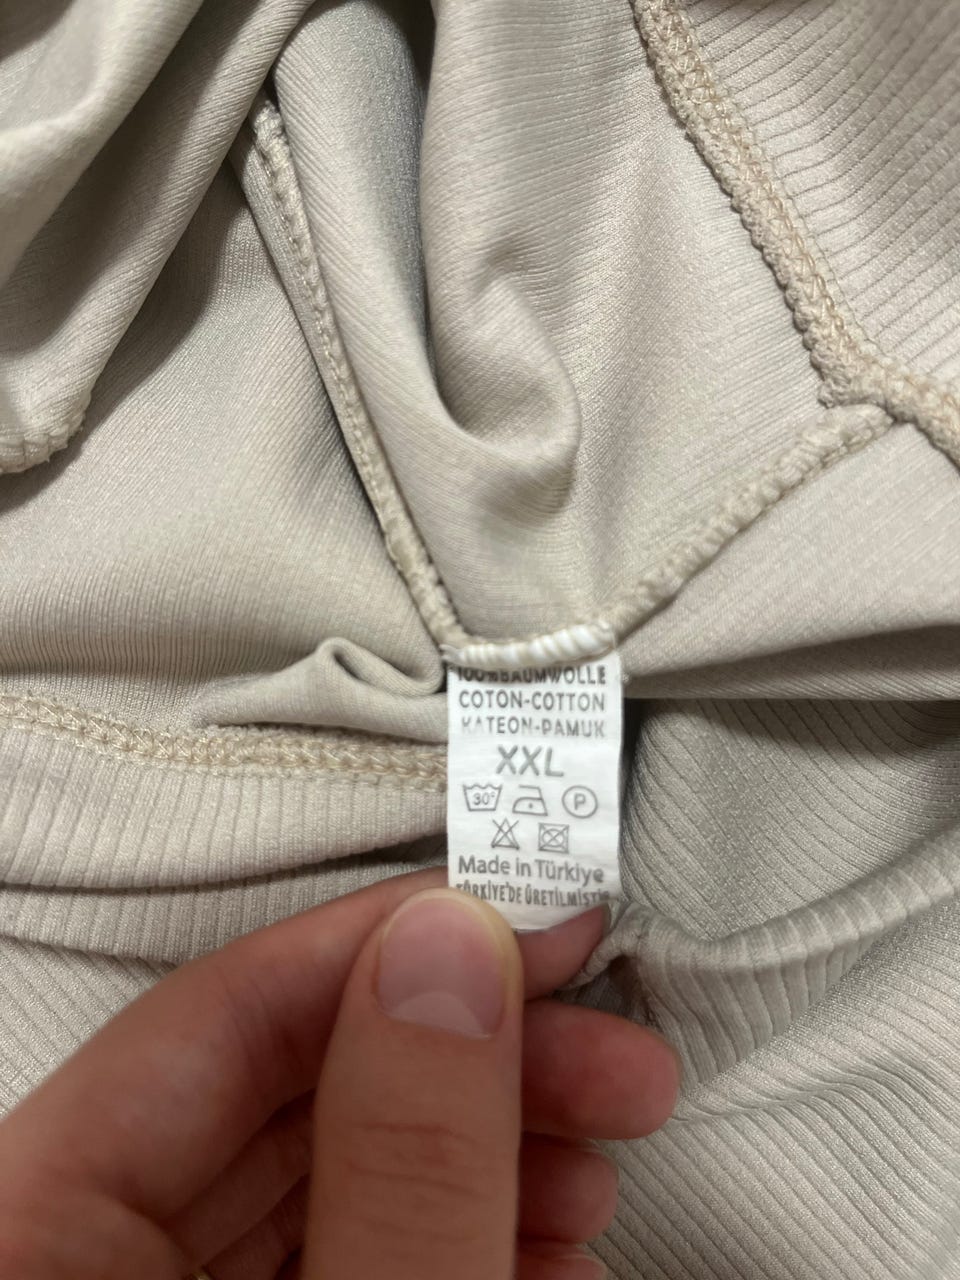 100%BAUMWOLLE
COTON-COTTON
KATEON-PAMUK
XXL
30°
P
Made in Türkiye
TÜRKİYE'DE ÜRETİLMİŞTİR